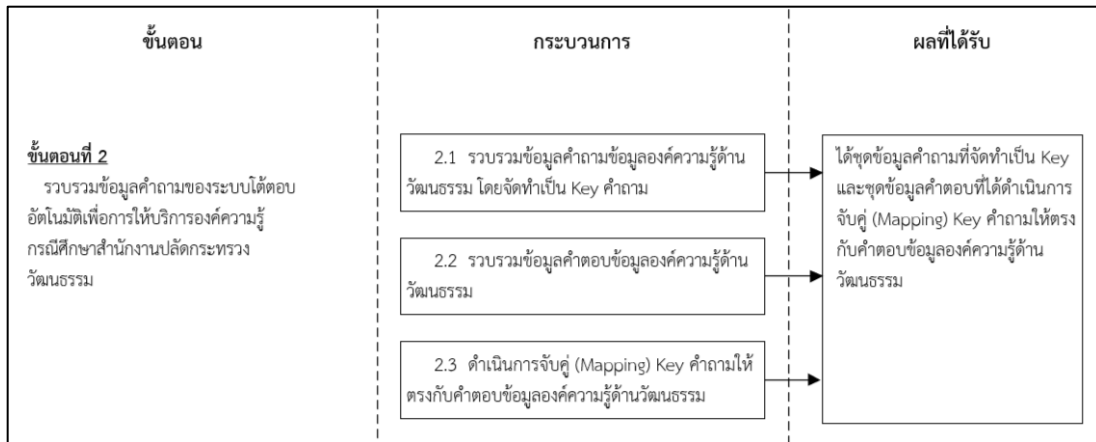 ขั้นตอน
กระบวนการ
ผลที่ได้รับ
ขั้นตอนที่ 2
รวบรวมข้อมูลคำถามของระบบโต้ตอบ
อัตโนมัติเพื่อการให้บริการองค์ความรู้
กรณีศึกษาสำนักงานปลัดกระทรวง
วัฒนธรรม
2.1 รวบรวมข้อมูลคำถามข้อมูลองค์ความรู้ด้าน
วัฒนธรรม โดยจัดทำเป็น Key คำถาม
2.2 รวบรวมข้อมูลคำตอบข้อมูลองค์ความรู้ด้าน
วัฒนธรรม
2.3 ดำเนินการจับคู่ (Mapping) Key คำถามให้
ตรงกับคำตอบข้อมูลองค์ความรู้ด้านวัฒนธรรม
ได้ชุดข้อมูลคำถามที่จัดทำเป็น Key
และชุดข้อมูลคำตอบที่ได้ดำเนินการ
จับคู่ (Mapping) Key คำถามให้ตรง
กับคำตอบข้อมูลองค์ความรู้ด้าน
วัฒนธรรม